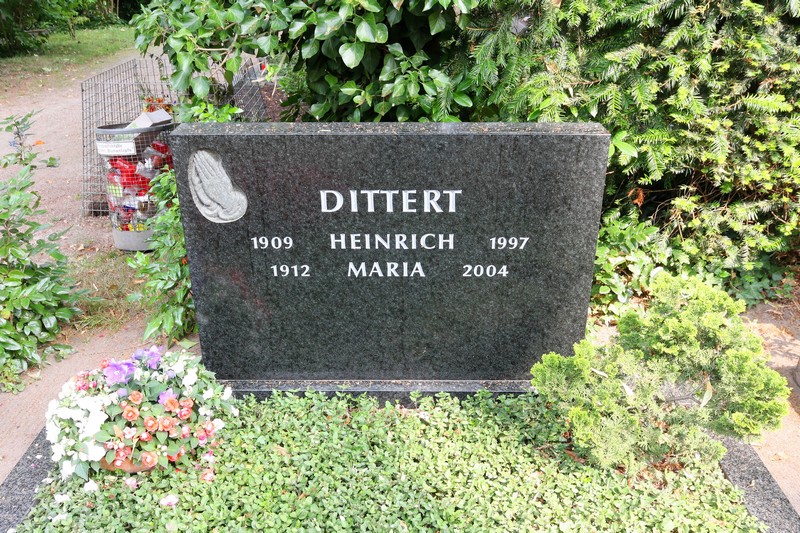 DITTERT
1909 HEINRICH 1997
1912 MARIA 2004